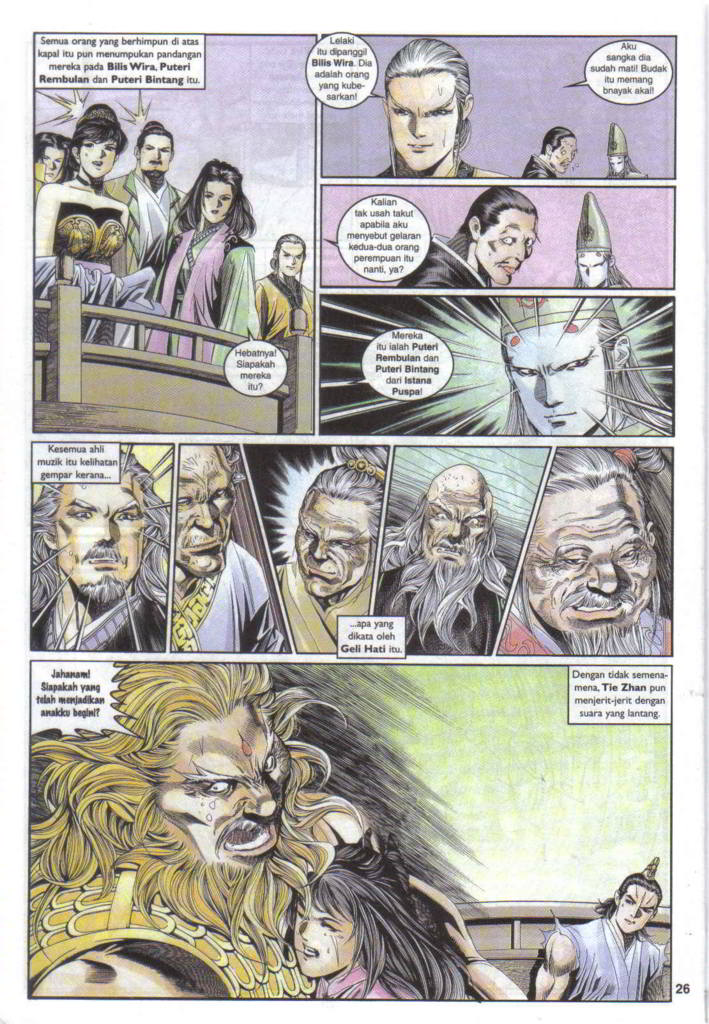 Semua orang yang berhimpun di atas
kapal itu pun menumpukan pandangan
mereka pada Bilis Wira, Puteri
Rembulan dan Puteri Bintang itu.
Hebatnya!
Siapakah
mereka
itu?
Lelaki
itu dipanggil
Bilis Wira. Dia
adalah orang
yang kube-
sarkan!
Aku
sangka dia
sudah mati! Budak
itu memang
bnayak akal!
Kalian
tak usah takut
apabila aku
menyebut gelaran
kedua-dua orang
perempuan itu
nanti, ya?
Mereka
itu ialah Puteri
Rembulan dan
Puteri Bintang
dari Istana
Puspa!
Kesemua ahli
muzik itu kelihatan
gempar kerana...
...apa yang
dikata oleh
Geli Hati itu.
Jahanam!
Siapakah yang
telah menjadikan
anakku begini?
Dengan tidak semena-
mena, Tie Zhan pun
menjerit-jerit dengan
suara yang lantang.
26